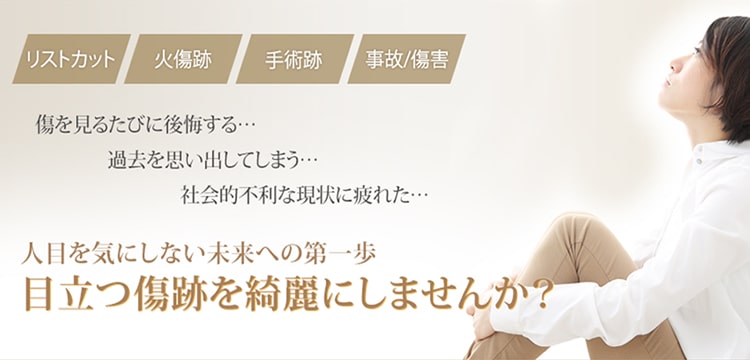 リストカット 火傷跡 手術跡 事故/傷害
傷を見るたびに後悔する…
過去を思い出してしまう…
社会的不利な現状に疲れた…
人目を気にしない未来への第一歩
目立つ傷跡を綺麗にしませんか?